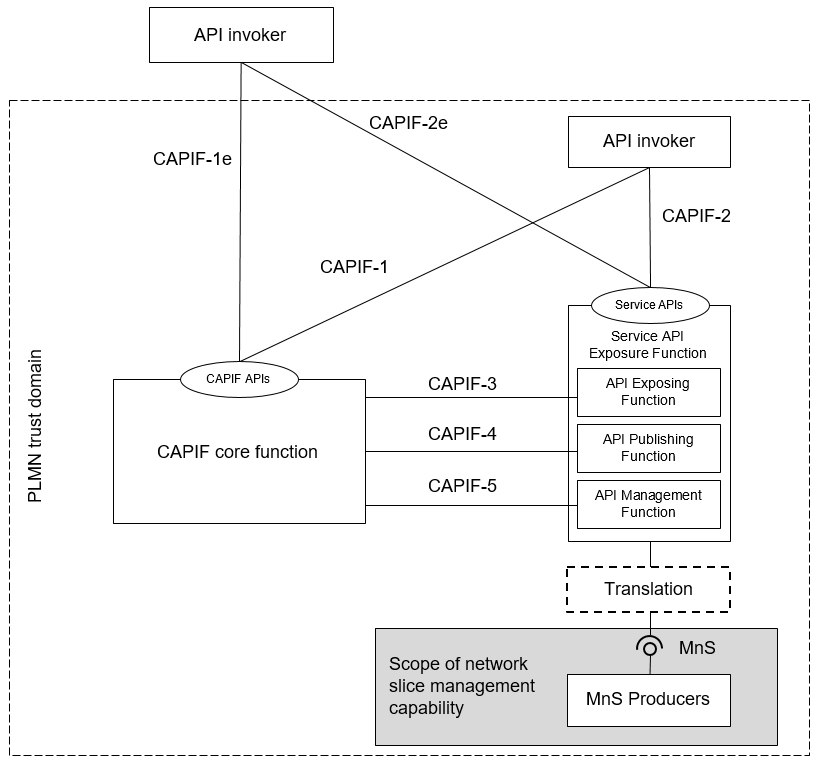 API invoker
CAPIF-2e
API invoker
CAPIF-1e
CAPIF-2
CAPIF-1
Service APIs
Service API
Exposure Function
CAPIF APIs
CAPIF-3
API Exposing
Function
PLMN trust domain
CAPIF core function
CAPIF-4
API Publishing
Function
CAPIF-5
API Management
Function
Translation
MnS
Scope of network
slice management
capability
MnS Producers